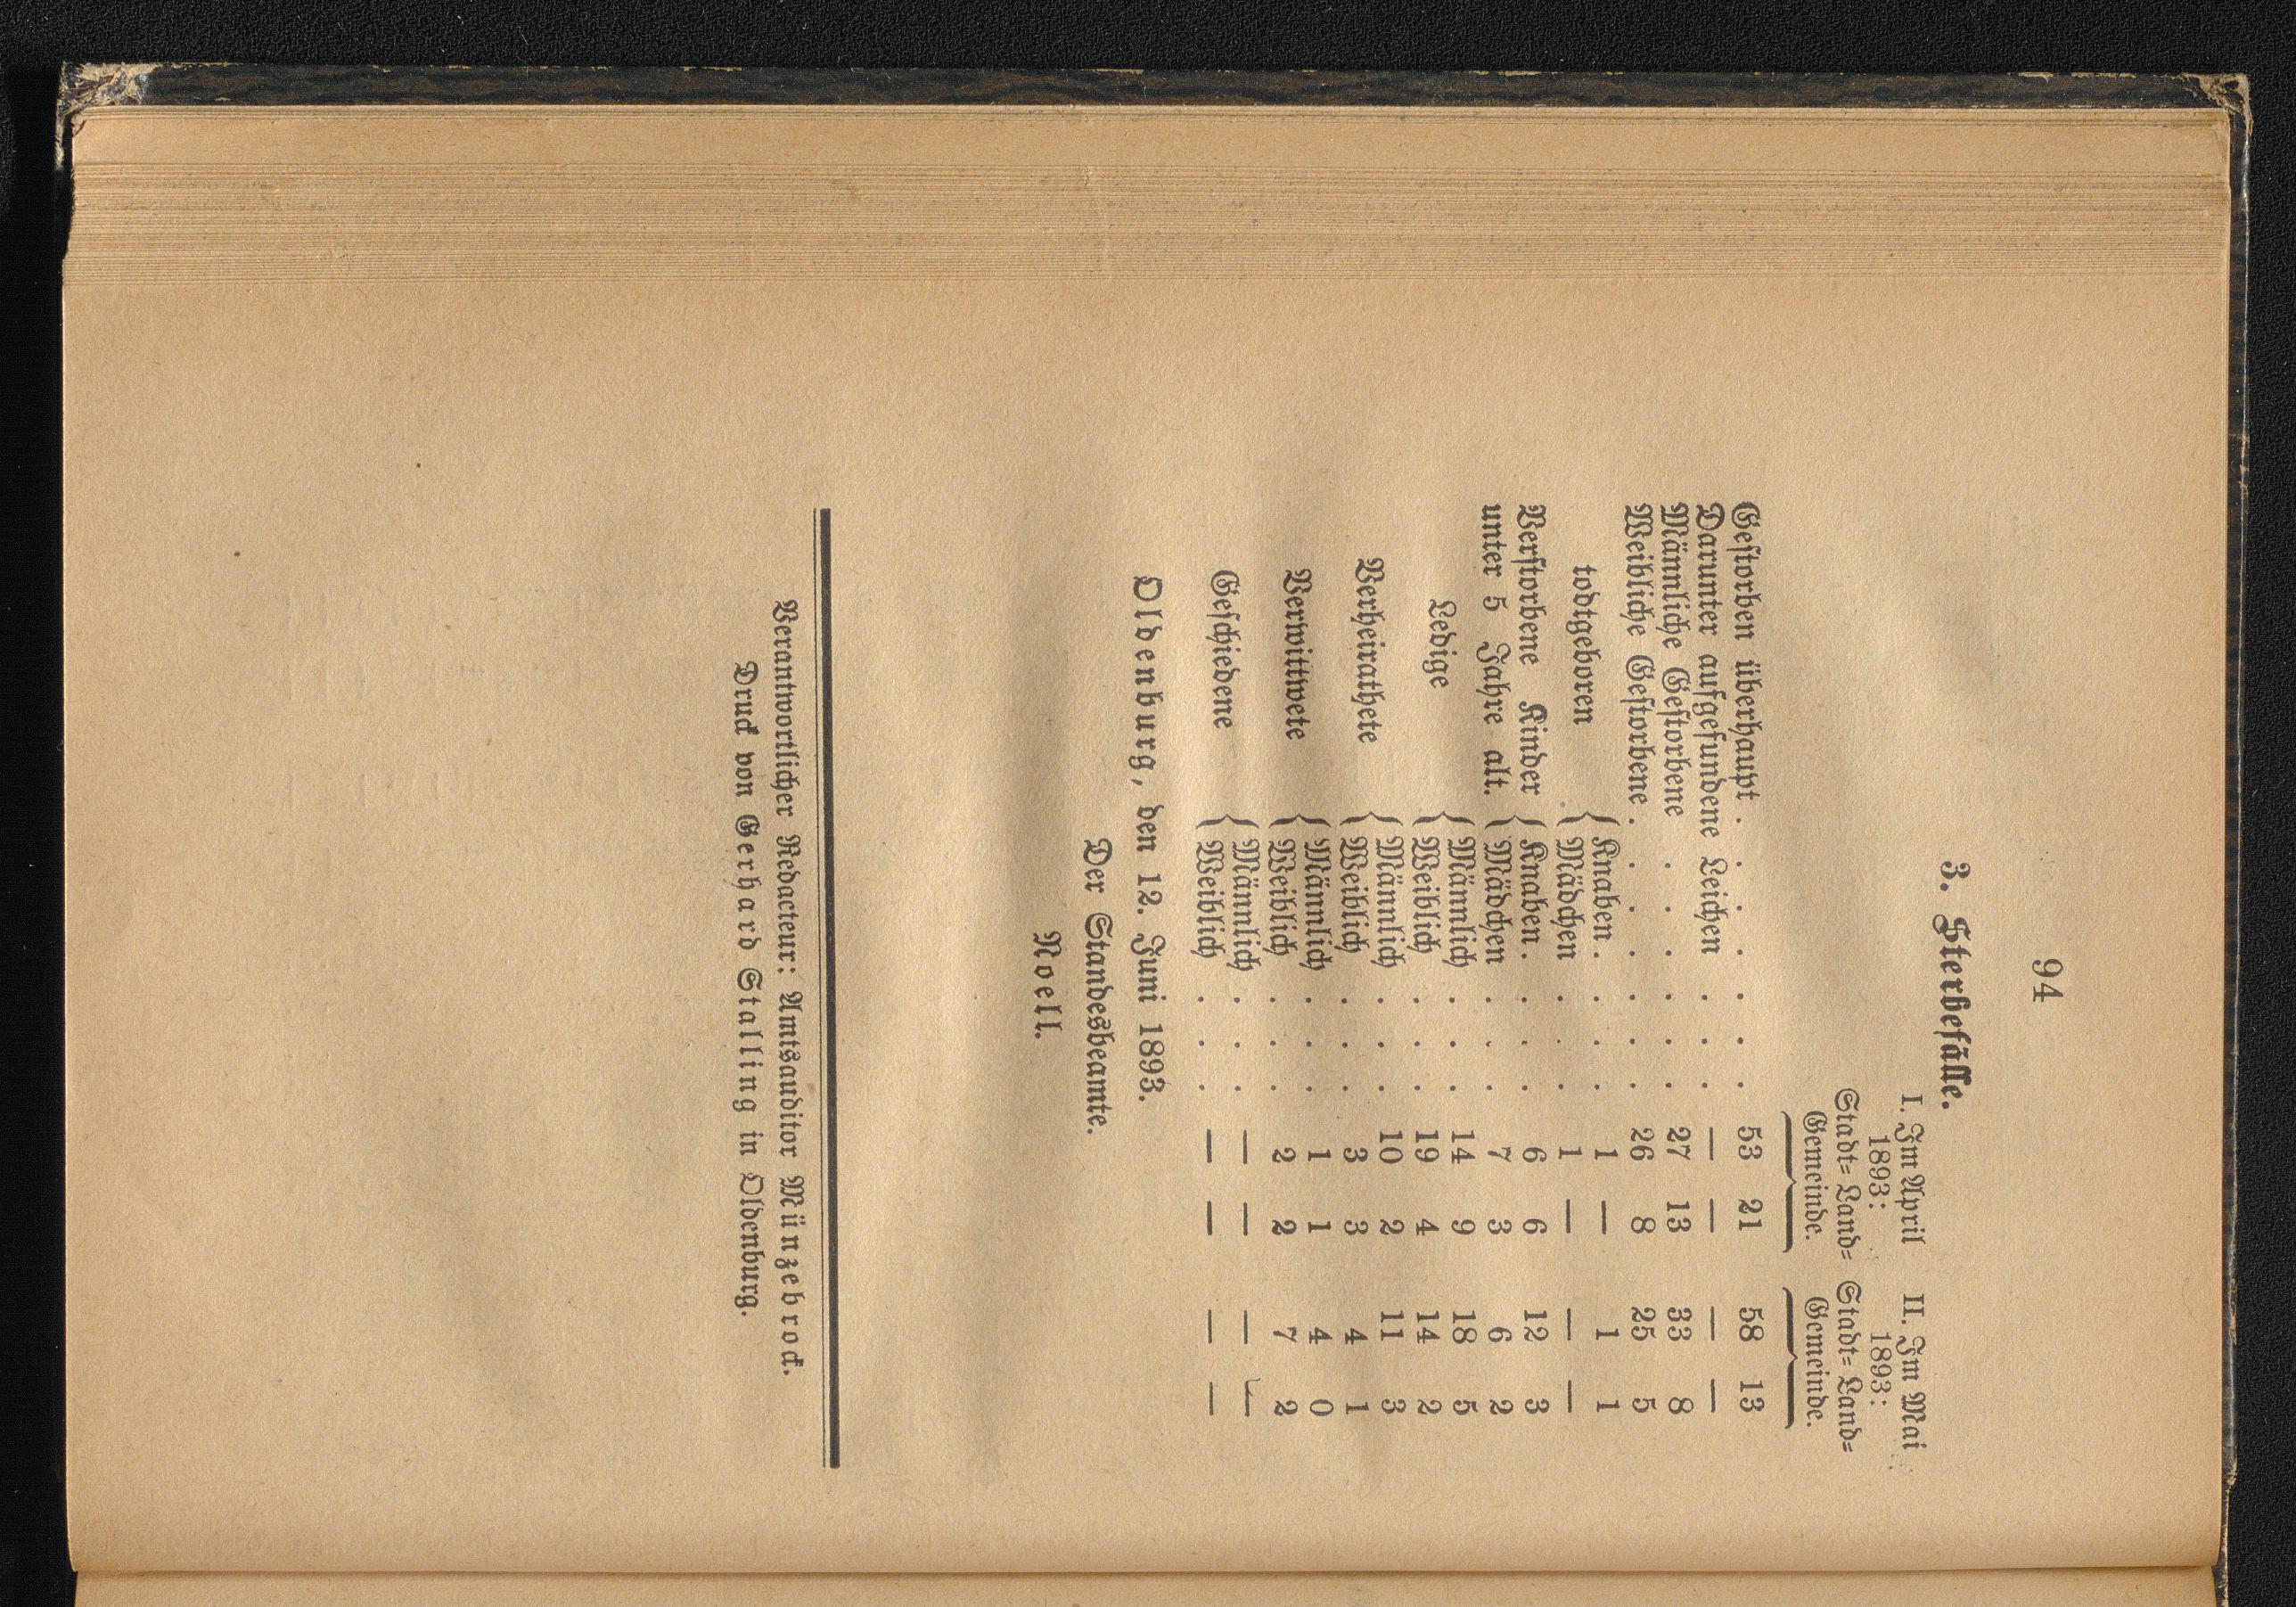 94
3. Sterbefälle.
I. Im April II. Im Mai
1893: 1893:
Stadt= Land= Stadt= Land=
Gemeinde. Gemeinde.
Gestorben überhaupt . . . . . . . 53 21 58 13
Darunter aufgefundene Leichen . . . — — — —
Männliche Gestorbene . . . . . . 27 13 33 8
Weibliche Gestorbene . . . . . . . 26 8 25 5
todtgeboren { Knaben . . . . 1 — 1 1
Mädchen . . . 1 — — —
Verstorbene Kinder { Knaben . . . . 6 6 12 3
unter 5 Jahre alt. Mädchen . . . 7 3 6 2
Ledige { Männlich . . . 14 9 18 5
Weiblich . . . 19 4 14 2
Verheirathete { Männlich . . . 10 2 11 3
Weiblich . . . 3 3 4 1
Verwittwete { Männlich . . . 1 1 4 0
Weiblich . . . 2 2 7 2
Geschiedene { Männlich . . . — — — —
Weiblich . . . — — — —
Oldenburg, den 12. Juni 1893.
Der Standesbeamte.
Noell.
Verantwortlicher Redacteur: Amtsauditor Münzebrock.
Druck von Gerhard Stalling in Oldenburg.